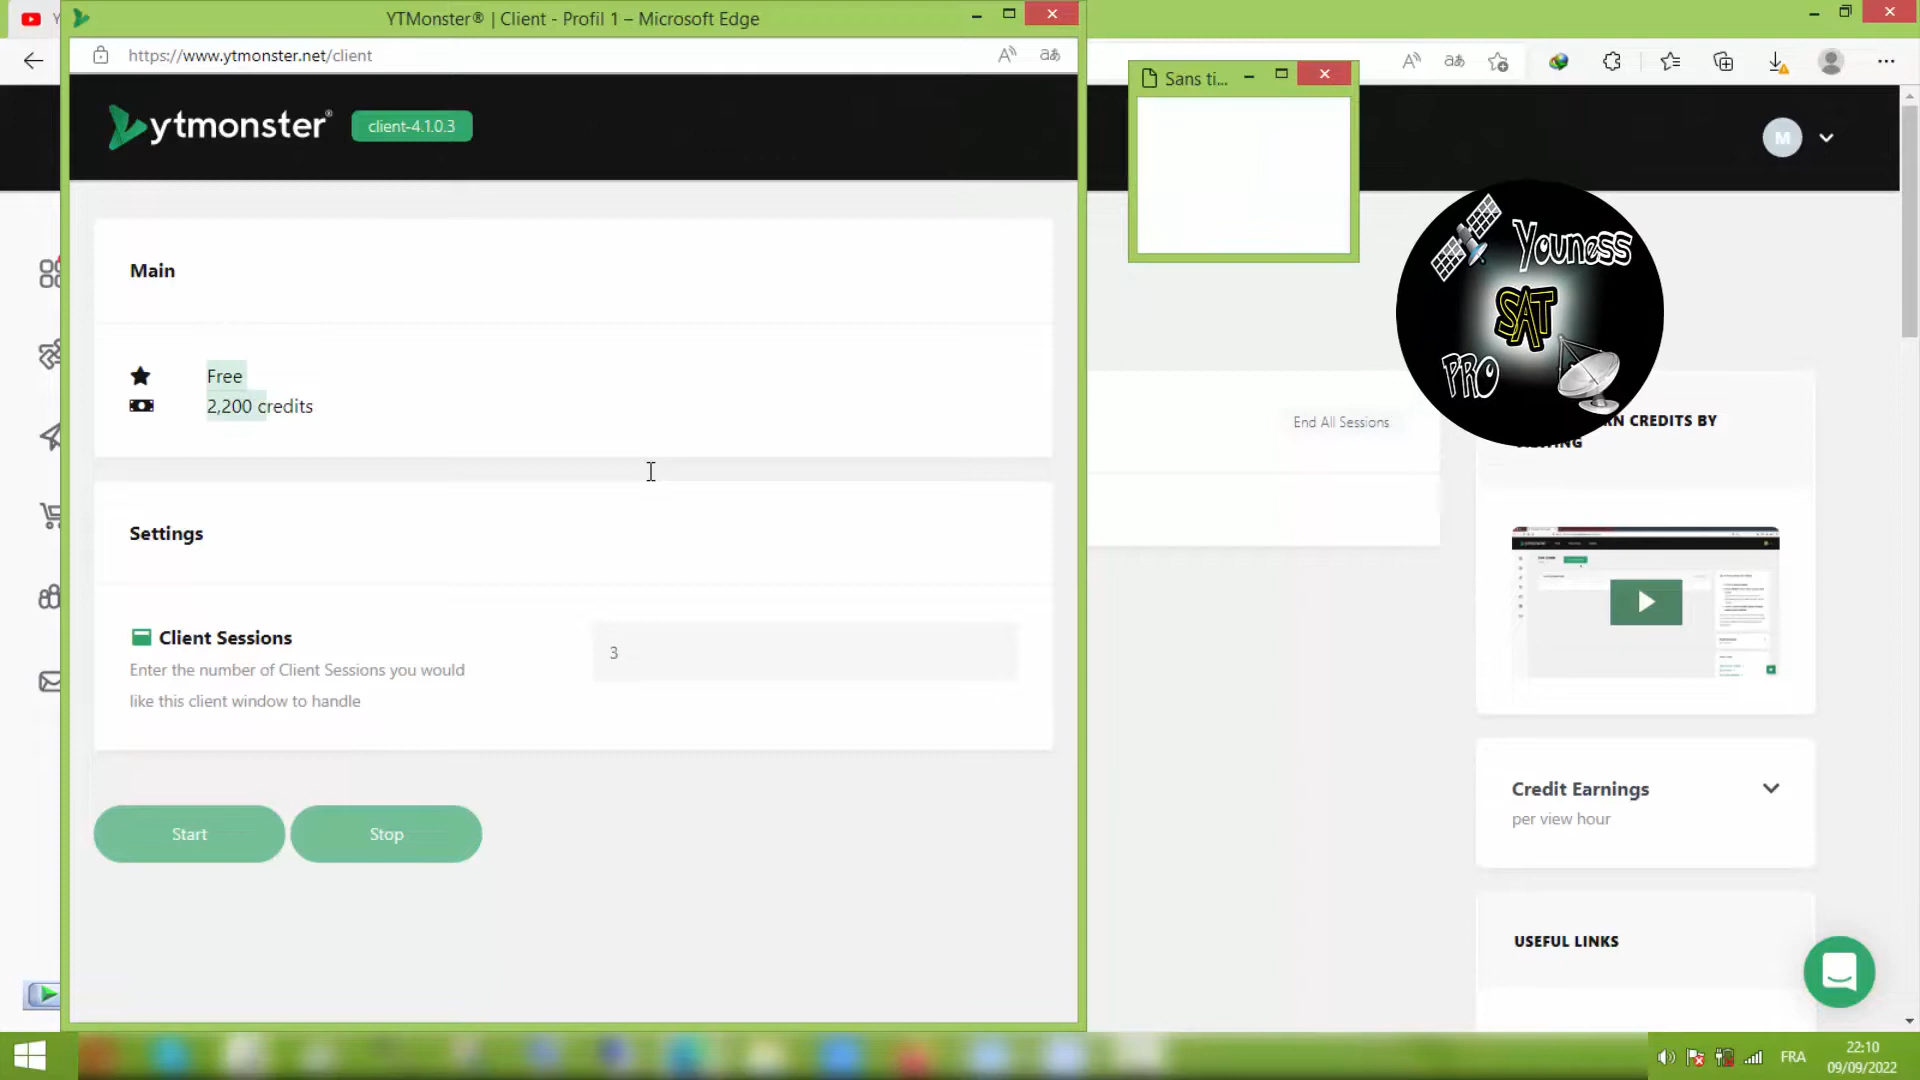 YTMonster® | Client - Profil 1 – Microsoft Edge
https://www.ytmonster.net/client
ytmonster®
client-4.1.0.3
Main
Free
2,200 credits
Settings
Client Sessions
Enter the number of Client Sessions you would
like this client window to handle
3
Start
Stop
Sans ti...
M
Youness
SAT
PRO
End All Sessions
RN CREDITS BY
Credit Earnings
per view hour
USEFUL LINKS
FRA
22:10
09/09/2022